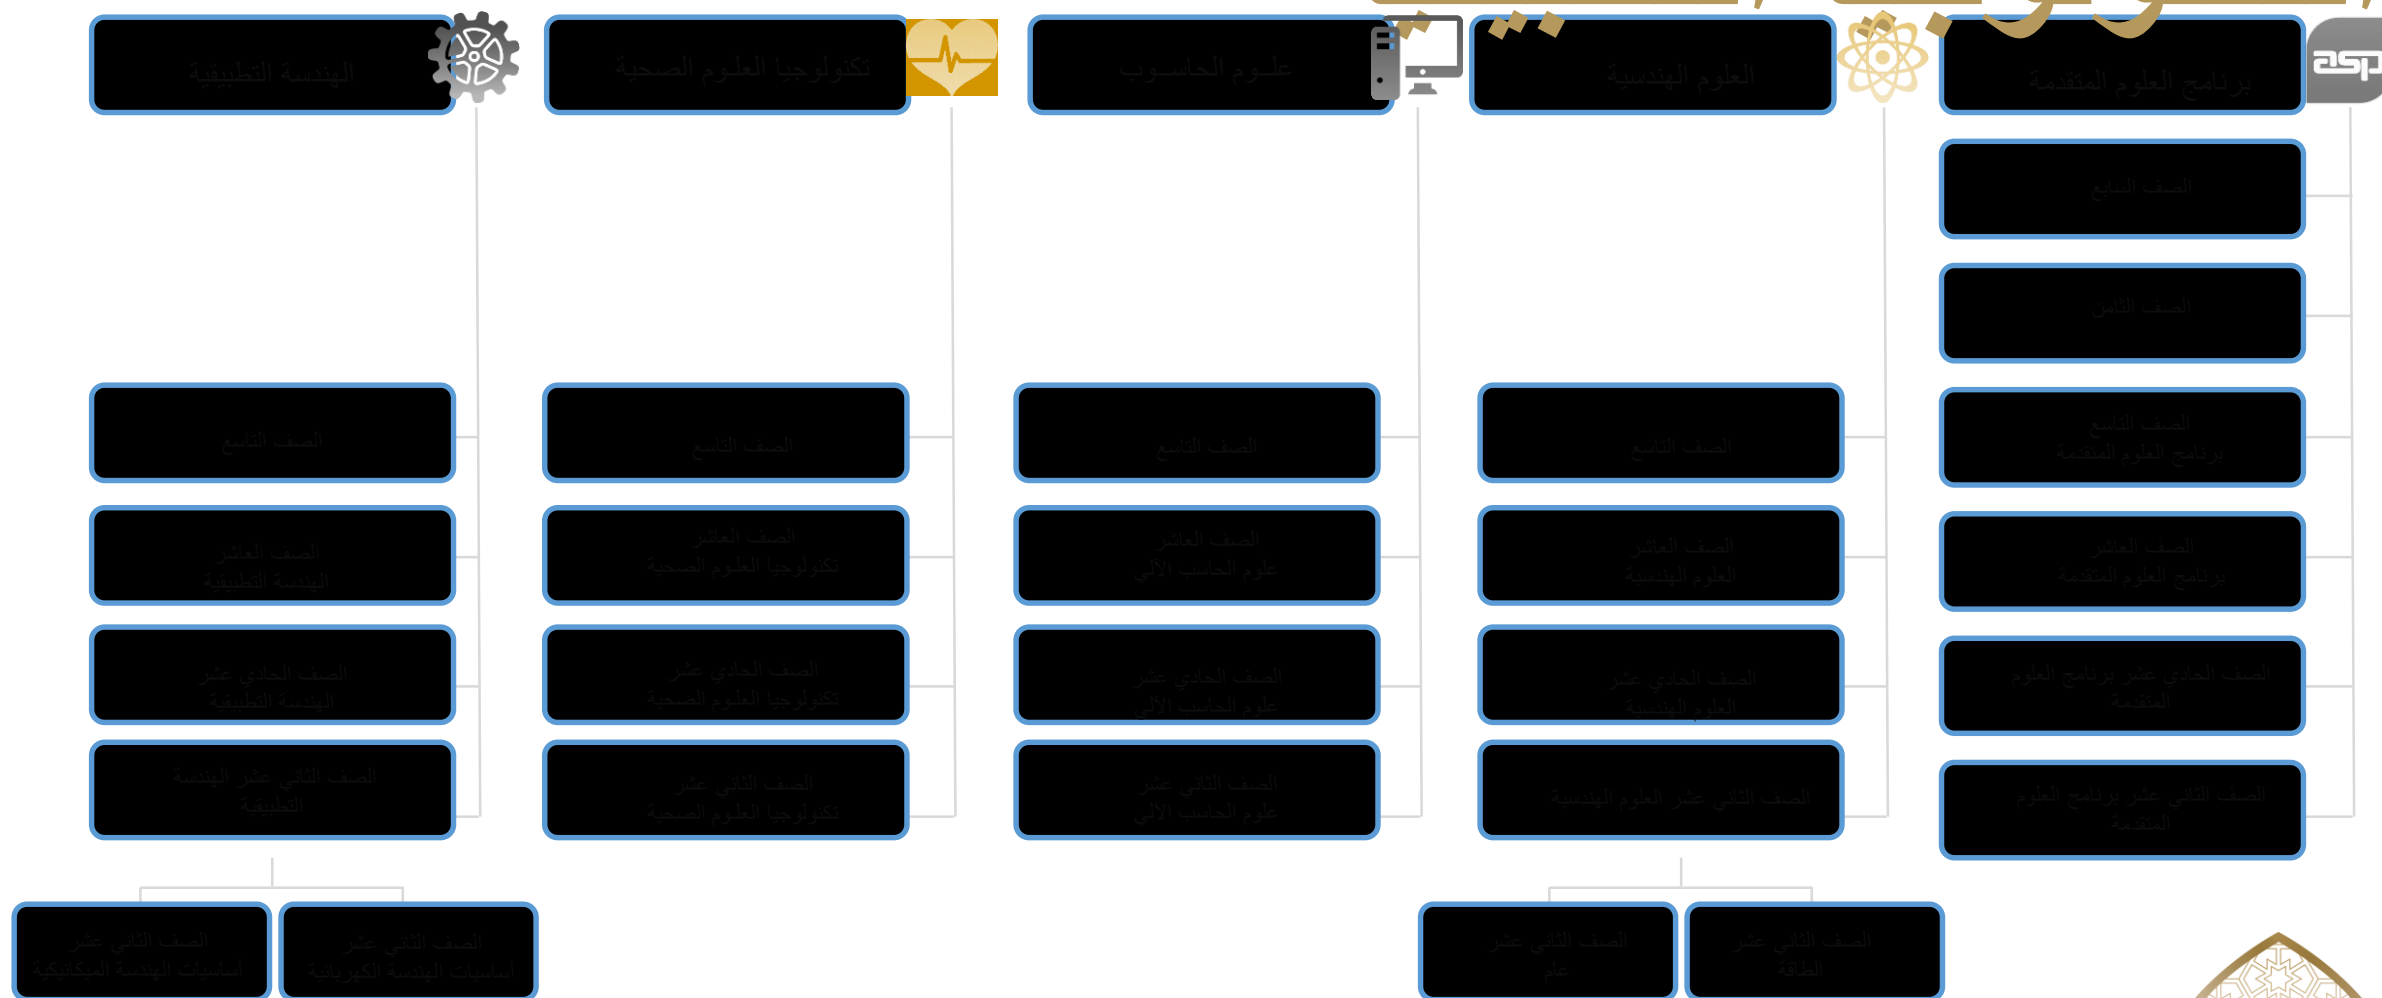 asp
برنامج العلوم المتقدمة
الصف السابع
الصف الثامن
الصف التاسع
برنامج العلوم المتقدمة
الصف العاشر
برنامج العلوم المتقدمة
الصف الحادي عشر برنامج العلوم
المتقدمة
الصف الثاني عشر برنامج العلوم
المتقدمة
العلوم الهندسية
الصف التاسع
الصف العاشر
العلوم الهندسية
الصف الحادي عشر
العلوم الهندسية
الصف الثاني عشر العلوم الهندسية
الصف الثاني عشر
الطاقة
الصف الثاني عشر
عام
علــوم الحاســوب
الصف التاسع
الصف العاشر
علوم الحاسب الآلي
الصف الحادي عشر
علوم الحاسب الآلي
الصف الثاني عشر
علوم الحاسب الآلي
تكنولوجيا العلـوم الصحية
الصف التاسع
الصف العاشر
تكنولوجيا العلـوم الصحية
الصف الحادي عشر
تكنولوجيا العلـوم الصحية
الصف الثاني عشر
تكنولوجيا العلـوم الصحية
الهندسة التطبيقية
الصف التاسع
الصف العاشر
الهندسة التطبيقية
الصف الحادي عشر
الهندسة التطبيقية
الصف الثاني عشر الهندسة
التطبيقية
الصف الثاني عشر
أساسيات الهندسة الكهربائية
الصف الثاني عشر
أساسيات الهندسة الميكانيكية